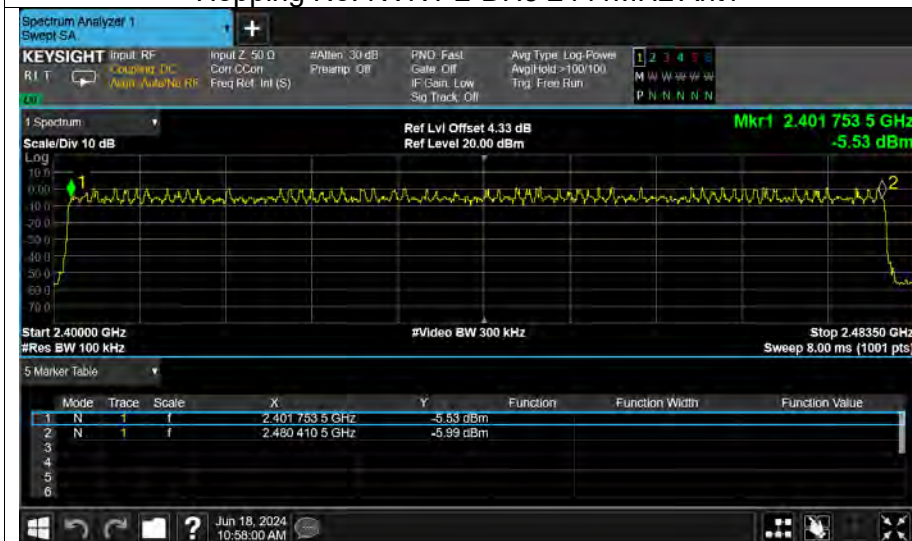 Hopping No. NVNT 2-DH5 2441MHz Ant1
Spectrum Analyzer 1
Swept SA
+
KEYSIGHT Input: RF Input Z: 50 Ω #Atten: 30 dB PNO: Fast Avg Type: Log-Power 1 2 3 4 5 6
RLT Coupling: DC Corr CCorr Preamp: Off Gate: Off Avg|Hold:>100/100 M W W W W W
Align: Auto/No RF Freq Ref: Int (S) IF Gain: Low Trig: Free Run
Sig Track: Off P N N N N N
1 Spectrum Ref Lvl Offset 4.33 dB Mkr1 2.401 753 5 GHz
Scale/Div 10 dB Ref Level 20.00 dBm -5.53 dBm
Log
10.0
0.00 1 2
-10.0
-20.0
-30.0
-40.0
-50.0
-60.0
-70.0
Start 2.40000 GHz #Video BW 300 kHz Stop 2.48350 GHz
#Res BW 100 kHz Sweep 8.00 ms (1001 pts)
5 Marker Table
Mode Trace Scale X Y Function Function Width Function Value
1 N 1 f 2.401 753 5 GHz -5.53 dBm
2 N 1 f 2.480 410 5 GHz -5.99 dBm
3
4
5
6
? Jun 18, 2024
10:58:00 AM